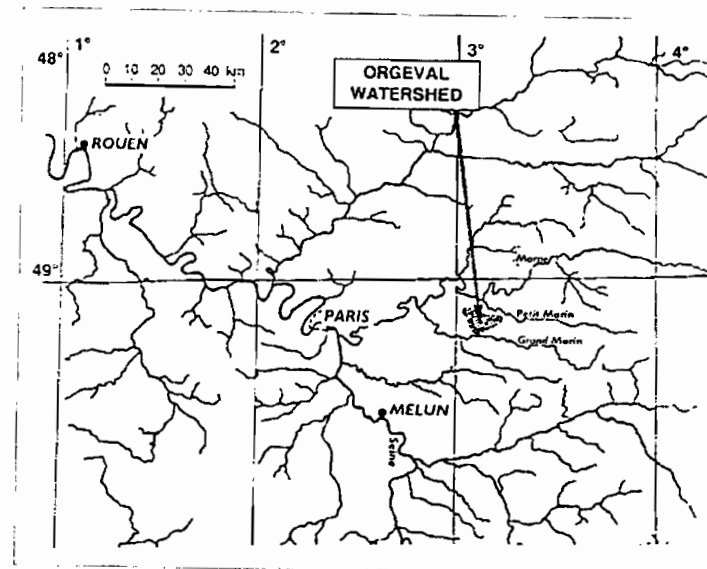 48° 1° 2° 3° 4°
0 10 20 30 40 km
ORGEVAL
WATERSHED
ROUEN
49°
Marne
PARIS
Petit Morin
Grand Morin
MELUN
Seine